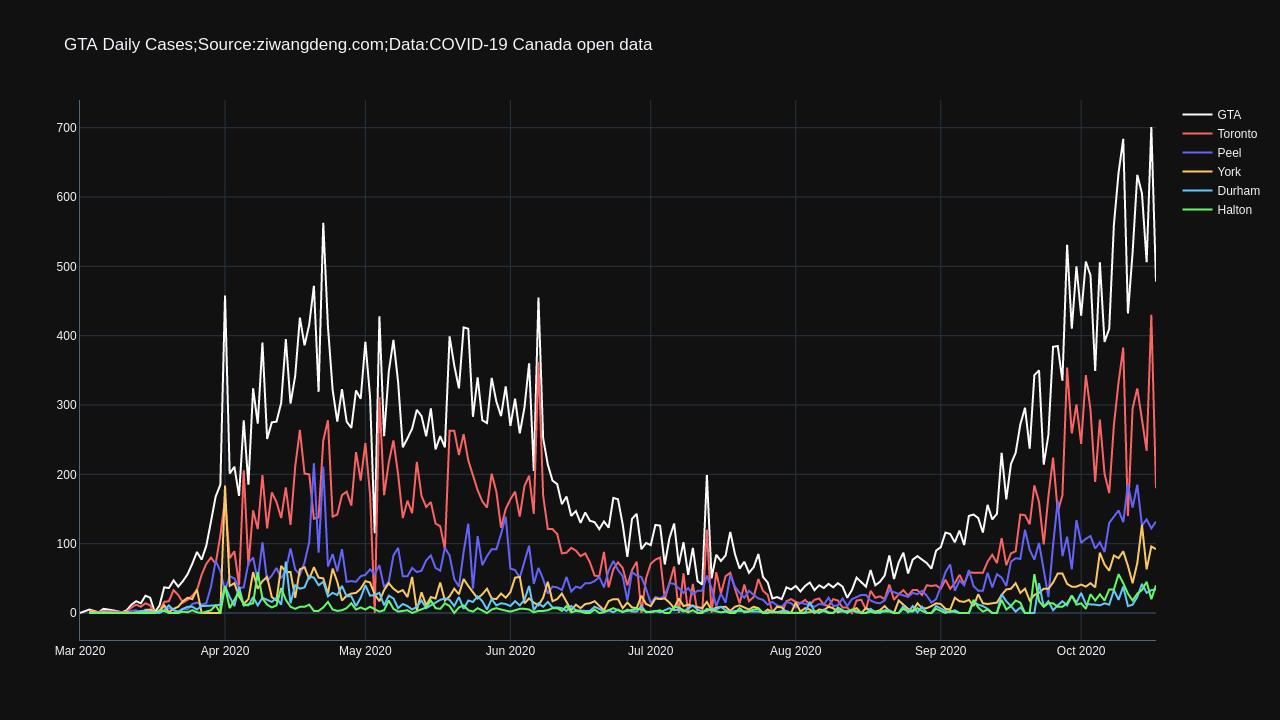 GTA Daily Cases;Source:ziwangdeng.com;Data:COVID-19 Canada open data
GTA
Toronto
Peel
York
Durham
Halton
700
600
500
400
300
200
100
0
Mar 2020 Apr 2020 May 2020 Jun 2020 Jul 2020 Aug 2020 Sep 2020 Oct 2020